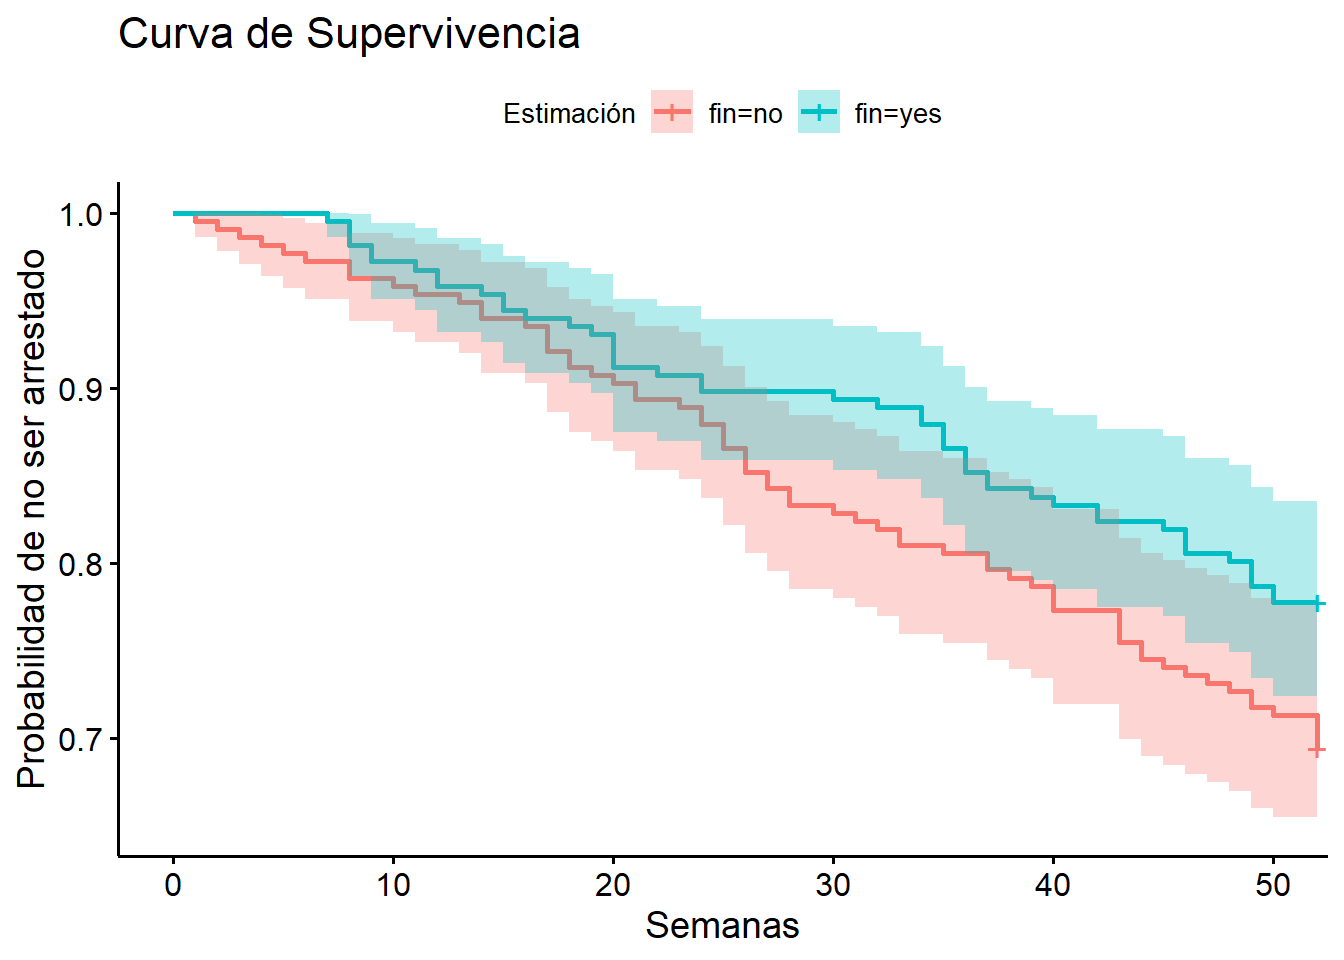 Curva de Supervivencia
Estimación fin=no fin=yes
Probabilidad de no ser arrestado
1.0
0.9
0.8
0.7
0 10 20 30 40 50
Semanas